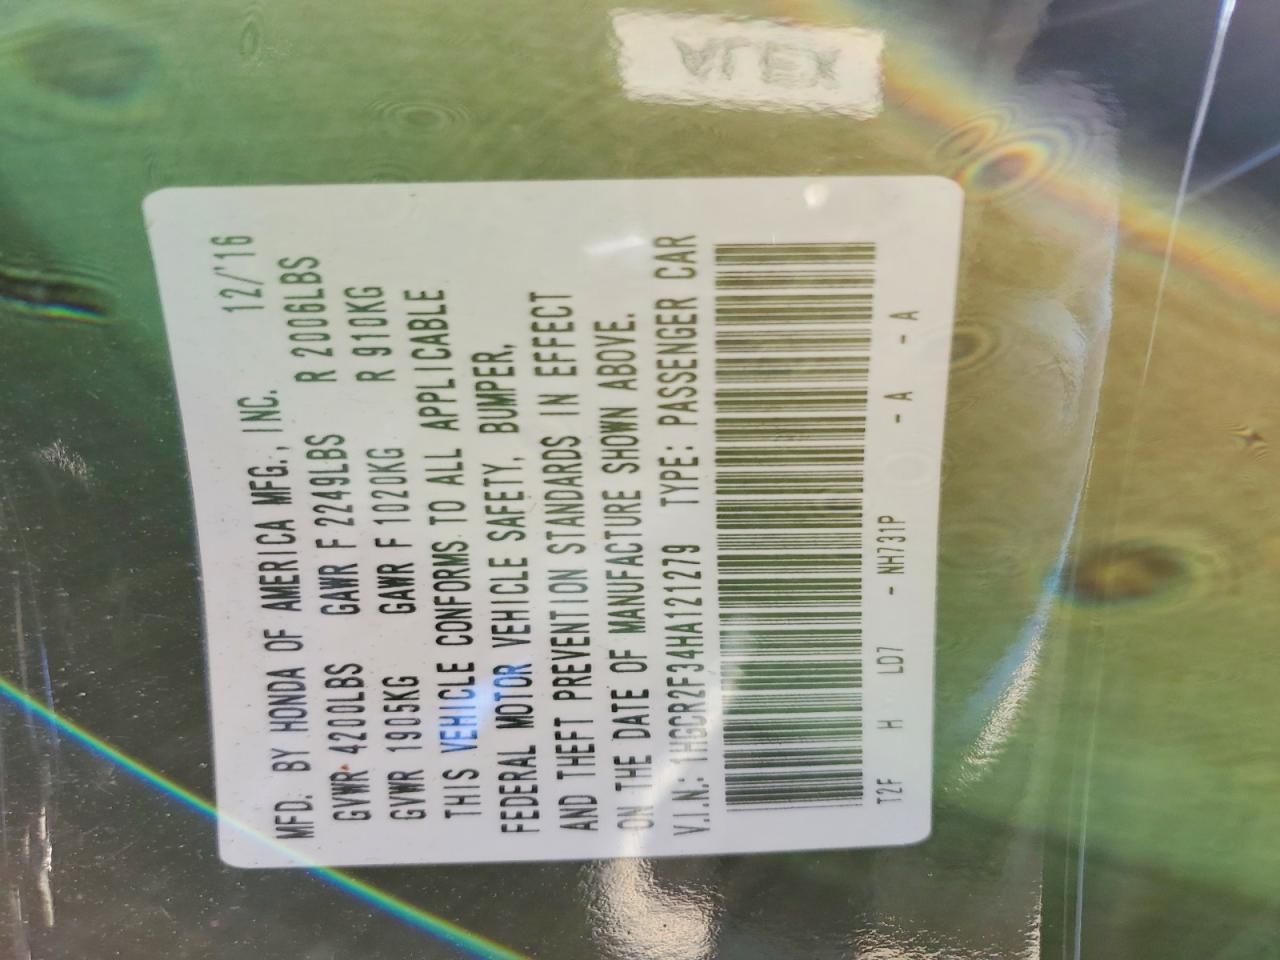 MFD. BY HONDA OF AMERICA MFG., INC. 12/'16
GVWR 4200LBS GAWR F 2249LBS R 2006LBS
GVWR 1905KG GAWR F 1020KG R 910KG
THIS VEHICLE CONFORMS TO ALL APPLICABLE
FEDERAL MOTOR VEHICLE SAFETY, BUMPER,
AND THEFT PREVENTION STANDARDS IN EFFECT
ON THE DATE OF MANUFACTURE SHOWN ABOVE.
V.I.N.: 1HGCR2F34HA121279 TYPE: PASSENGER CAR
T2F H LD7 - NH731P - A - A